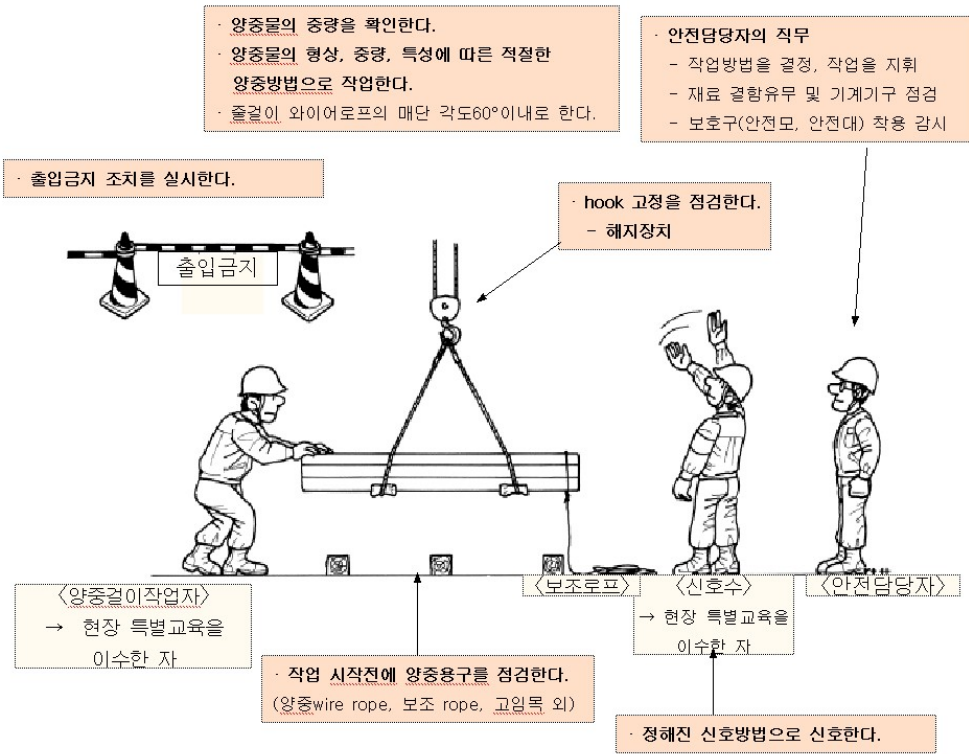 · 양중물의 중량을 확인한다.
· 양중물의 형상, 중량, 특성에 따른 적절한
양중방법으로 작업한다.
· 줄걸이 와이어로프의 매단 각도60°이내로 한다.
· 안전담당자의 직무
- 작업방법을 결정, 작업을 지휘
- 재료 결함유무 및 기계기구 점검
- 보호구(안전모, 안전대) 착용 감시
· 출입금지 조치를 실시한다.
· hook 고정을 점검한다.
- 해지장치
출입금지
<양중걸이작업자>
→ 현장 특별교육을
이수한 자
<보조로프>
<신호수>
→ 현장 특별교육을
이수한 자
<안전담당자>
· 작업 시작전에 양중용구를 점검한다.
(양중wire rope, 보조 rope, 고임목 외)
· 정해진 신호방법으로 신호한다.